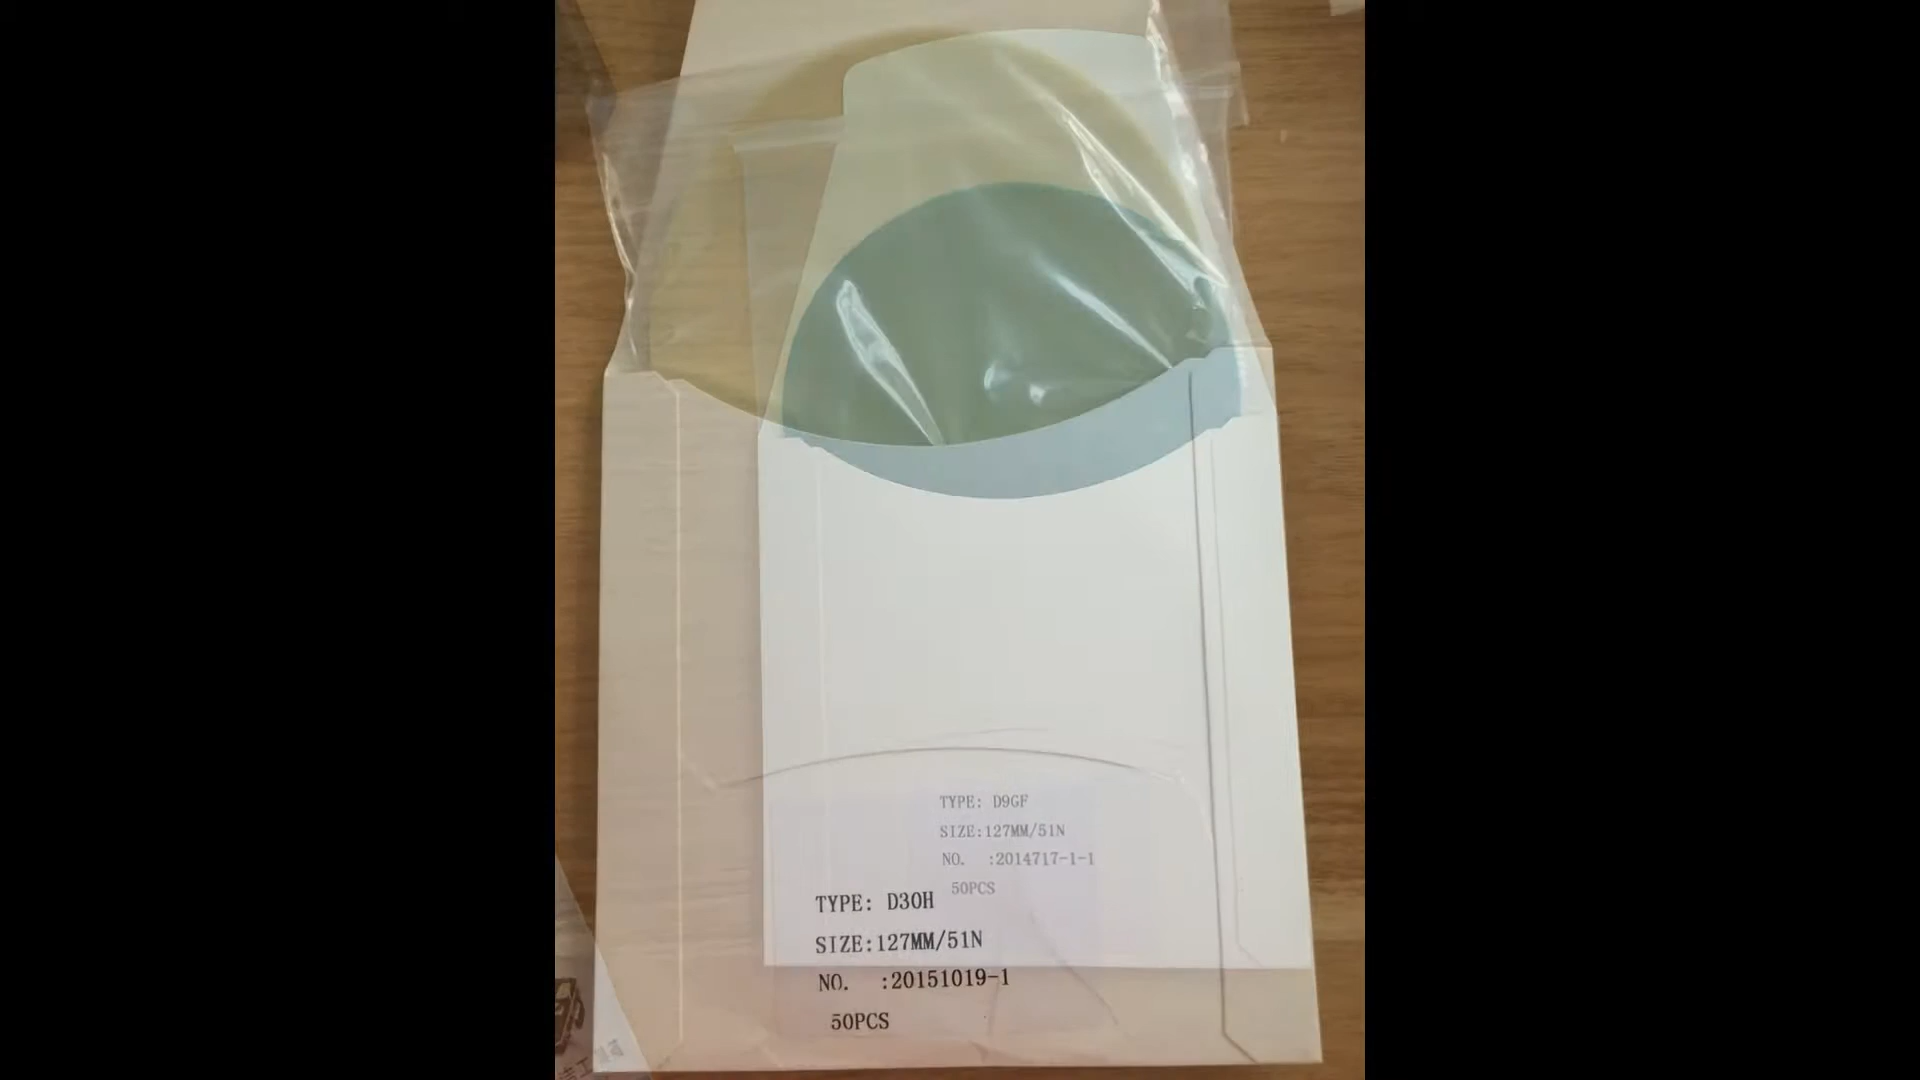 TYPE: D9GF
SIZE:127MM/51N
NO. :2014717-1-1
50PCS
TYPE: D30H
SIZE:127MM/51N
NO. :20151019-1
50PCS